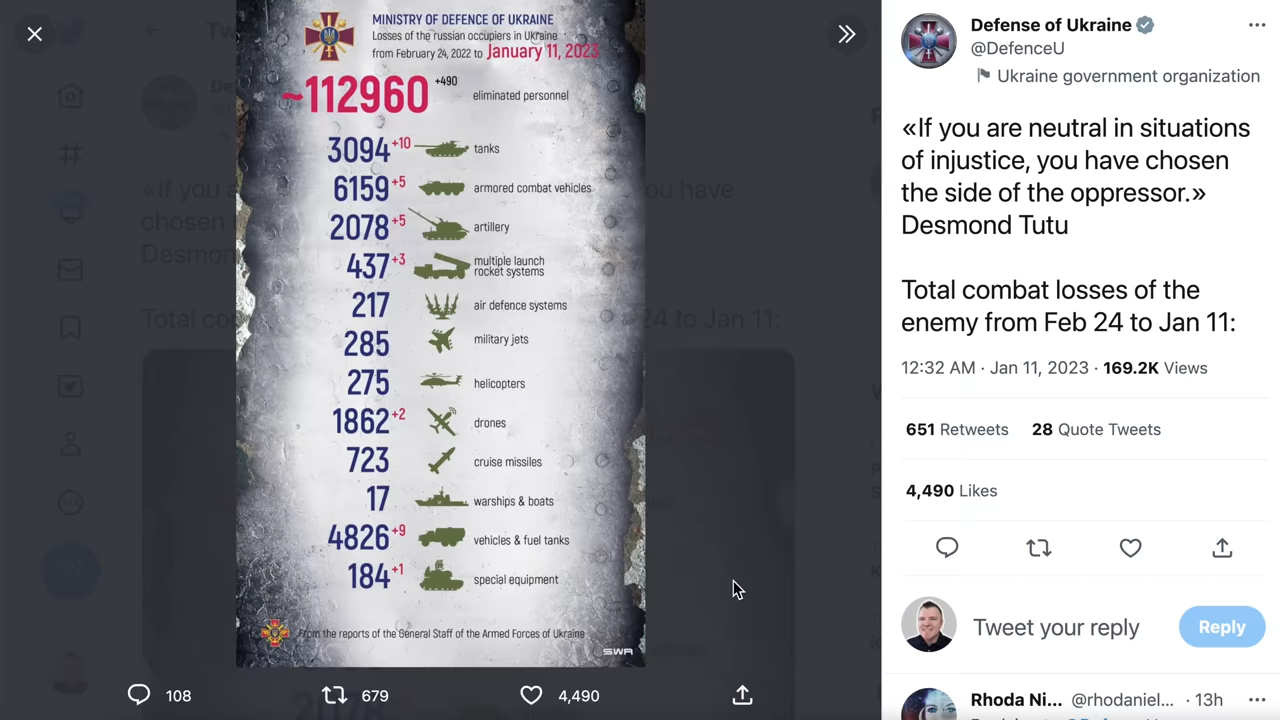 MINISTRY OF DEFENCE OF UKRAINE
Losses of the russian occupiers in Ukraine
from February 24, 2022 to January 11, 2023
~112960 +490 eliminated personnel
3094 +10 tanks
6159 +5 armored combat vehicles
2078 +5 artillery
437 +3 multiple launch
rocket systems
217 air defence systems
285 military jets
275 helicopters
1862 +2 drones
723 cruise missiles
17 warships & boats
4826 +9 vehicles & fuel tanks
184 +1 special equipment
From the reports of the General Staff of the Armed Forces of Ukraine
SWA
108 679 4,490
Defense of Ukraine
@DefenceU
Ukraine government organization
«If you are neutral in situations
of injustice, you have chosen
the side of the oppressor.»
Desmond Tutu
Total combat losses of the
enemy from Feb 24 to Jan 11:
12:32 AM · Jan 11, 2023 · 169.2K Views
651 Retweets 28 Quote Tweets
4,490 Likes
Tweet your reply
Reply
Rhoda Ni... @rhodaniel... · 13h